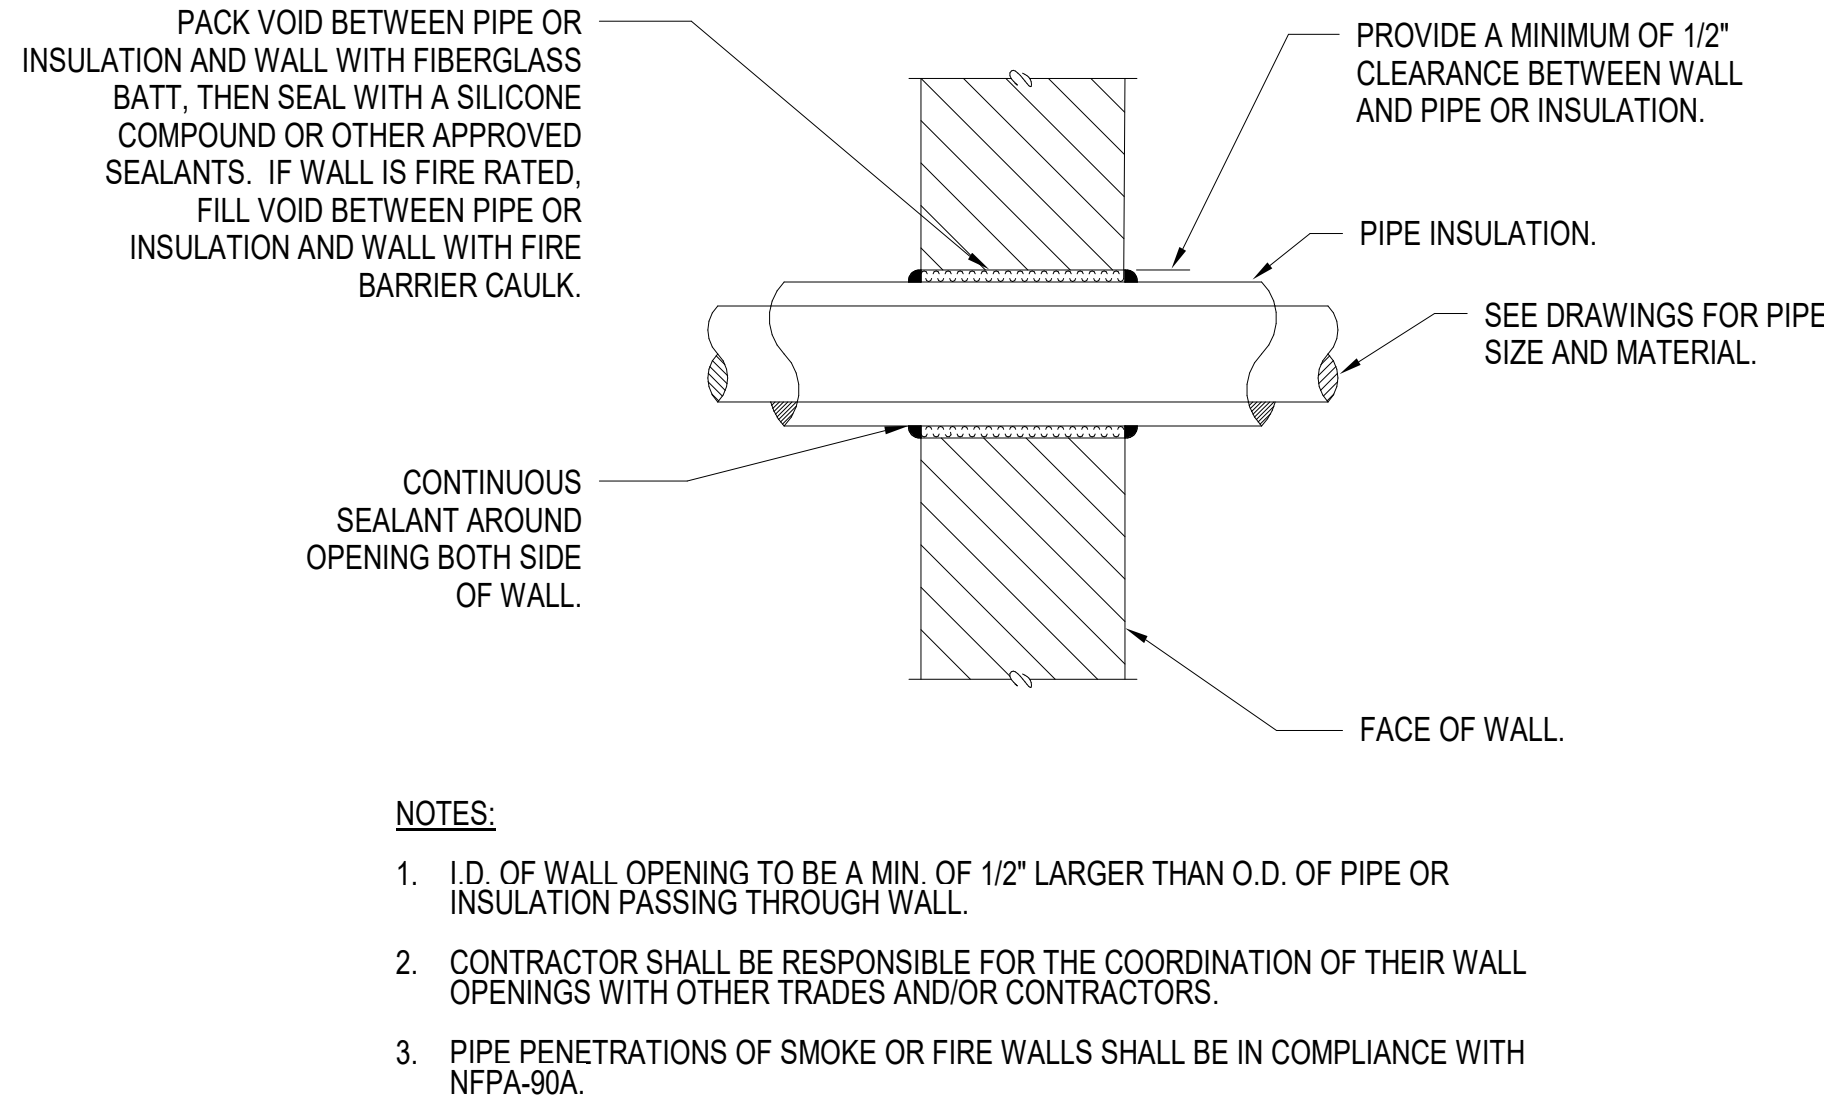 PACK VOID BETWEEN PIPE OR
INSULATION AND WALL WITH FIBERGLASS
BATT, THEN SEAL WITH A SILICONE
COMPOUND OR OTHER APPROVED
SEALANTS.  IF WALL IS FIRE RATED,
FILL VOID BETWEEN PIPE OR
INSULATION AND WALL WITH FIRE
BARRIER CAULK.
PROVIDE A MINIMUM OF 1/2"
CLEARANCE BETWEEN WALL
AND PIPE OR INSULATION.
PIPE INSULATION.
SEE DRAWINGS FOR PIPE
SIZE AND MATERIAL.
CONTINUOUS
SEALANT AROUND
OPENING BOTH SIDE
OF WALL.
FACE OF WALL.
NOTES:
1. I.D. OF WALL OPENING TO BE A MIN. OF 1/2" LARGER THAN O.D. OF PIPE OR
INSULATION PASSING THROUGH WALL.
2. CONTRACTOR SHALL BE RESPONSIBLE FOR THE COORDINATION OF THEIR WALL
OPENINGS WITH OTHER TRADES AND/OR CONTRACTORS.
3. PIPE PENETRATIONS OF SMOKE OR FIRE WALLS SHALL BE IN COMPLIANCE WITH
NFPA-90A.